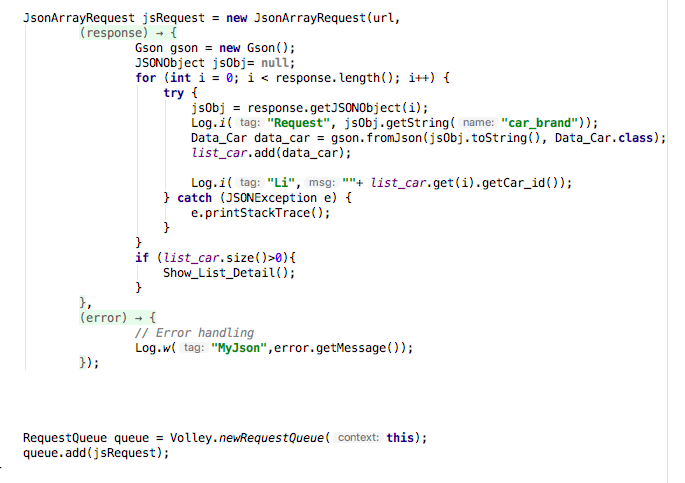 JsonArrayRequest jsRequest = new JsonArrayRequest(url,
(response) → {
Gson gson = new Gson();
JSONObject jsObj= null;
for (int i = 0; i < response.length(); i++) {
try {
jsObj = response.getJSONObject(i);
Log.i( tag: "Request", jsObj.getString( name: "car_brand"));
Data_Car data_car = gson.fromJson(jsObj.toString(), Data_Car.class);
list_car.add(data_car);
Log.i( tag: "Li", msg: ""+ list_car.get(i).getCar_id());
} catch (JSONException e) {
e.printStackTrace();
}
}
if (list_car.size()>0){
Show_List_Detail();
}
},
(error) → {
// Error handling
Log.w( tag: "MyJson",error.getMessage());
});
RequestQueue queue = Volley.newRequestQueue( context: this);
queue.add(jsRequest);